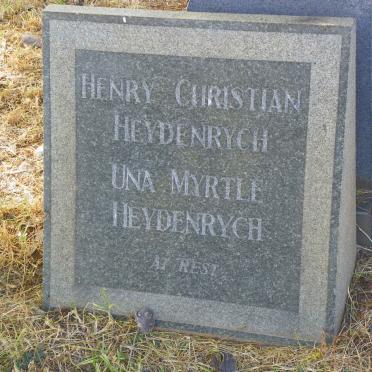 Henry Christian
Heydenrych
Una Myrtle
Heydenrych
At Rest